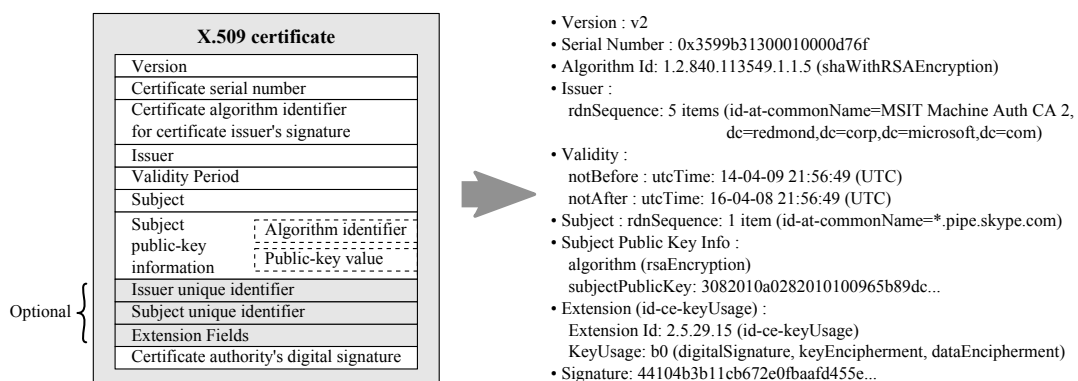 X.509 certificate
Version
Certificate serial number
Certificate algorithm identifier
for certificate issuer's signature
Issuer
Validity Period
Subject
Subject
public-key
information
Algorithm identifier
Public-key value
Issuer unique identifier
Subject unique identifier
Extension Fields
Certificate authority's digital signature
Optional
• Version : v2
• Serial Number : 0x3599b31300010000d76f
• Algorithm Id: 1.2.840.113549.1.1.5 (shaWithRSAEncryption)
• Issuer :
rdnSequence: 5 items (id-at-commonName=MSIT Machine Auth CA 2,
dc=redmond,dc=corp,dc=microsoft,dc=com)
• Validity :
notBefore : utcTime: 14-04-09 21:56:49 (UTC)
notAfter : utcTime: 16-04-08 21:56:49 (UTC)
• Subject : rdnSequence: 1 item (id-at-commonName=*.pipe.skype.com)
• Subject Public Key Info :
algorithm (rsaEncryption)
subjectPublicKey: 3082010a0282010100965b89dc...
• Extension (id-ce-keyUsage) :
Extension Id: 2.5.29.15 (id-ce-keyUsage)
KeyUsage: b0 (digitalSignature, keyEncipherment, dataEncipherment)
• Signature: 44104b3b11cb672e0fbaafd455e...